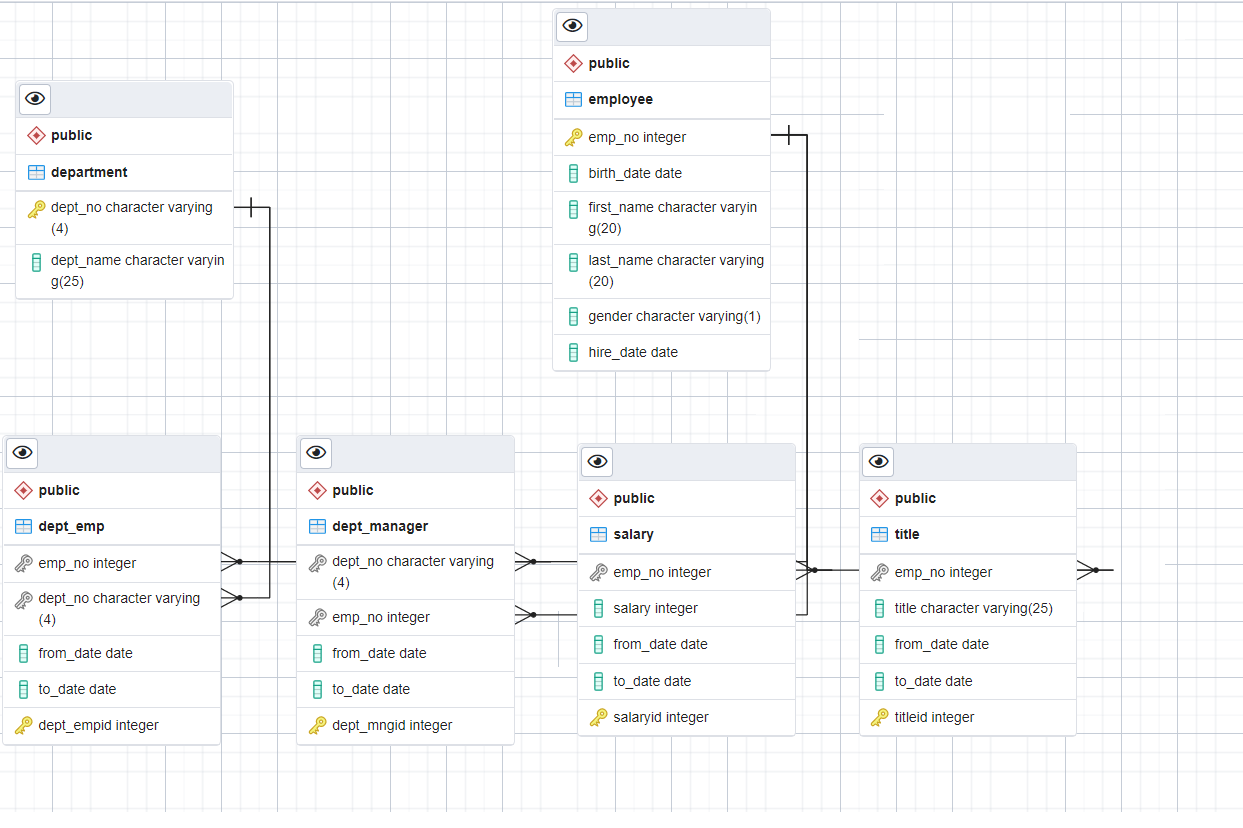 public
department
dept_no character varying
(4)
dept_name character varyin
g(25)
public
employee
emp_no integer
birth_date date
first_name character varyin
g(20)
last_name character varying
(20)
gender character varying(1)
hire_date date
public
dept_emp
emp_no integer
dept_no character varying
(4)
from_date date
to_date date
dept_empid integer
public
dept_manager
dept_no character varying
(4)
emp_no integer
from_date date
to_date date
dept_mngid integer
public
salary
emp_no integer
salary integer
from_date date
to_date date
salaryid integer
public
title
emp_no integer
title character varying(25)
from_date date
to_date date
titleid integer